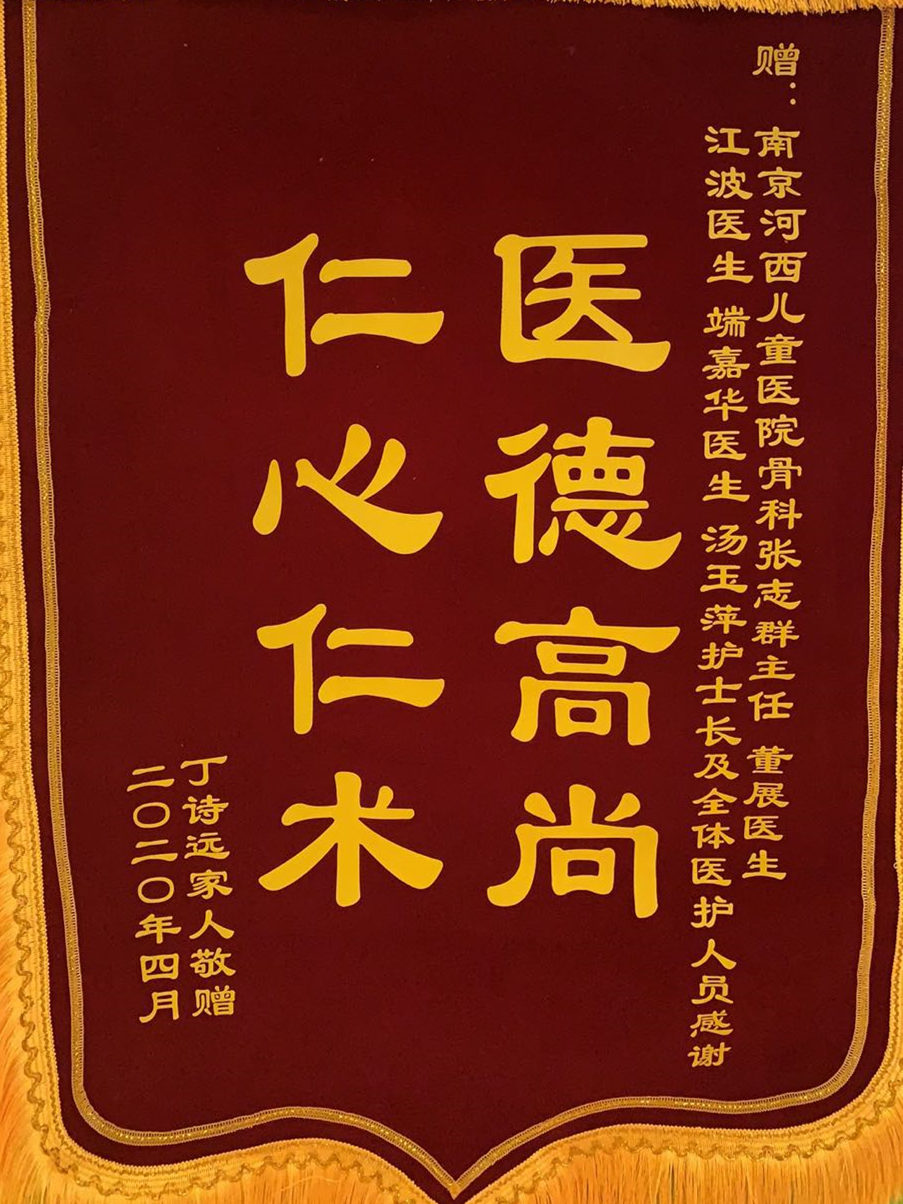 赠：南京河西儿童医院骨科张志群主任 董展医生
江波医生 端嘉华医生 汤玉萍护士长及全体医护人员感谢
医德高尚
仁心仁术
丁诗远家人敬赠
二〇二〇年四月